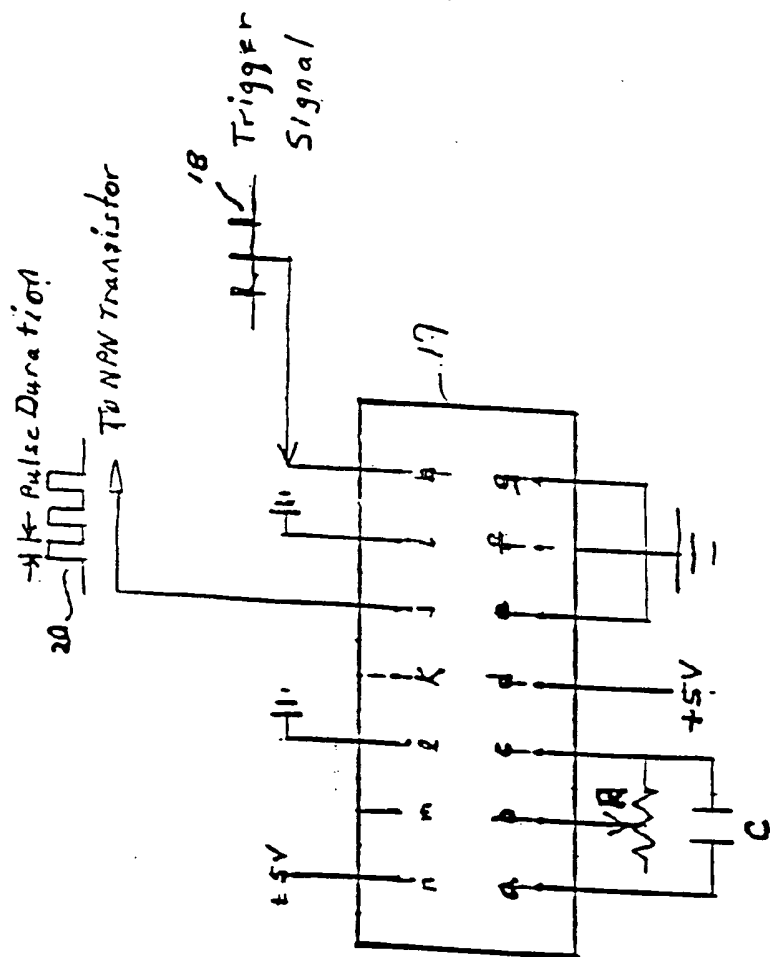 Pulse Duration
20
To NPN Transistor
18
Trigger
Signal
17
+5V
n
m
l
K
J
i
h
a
b
c
d
e
f
g
R
C
+5V